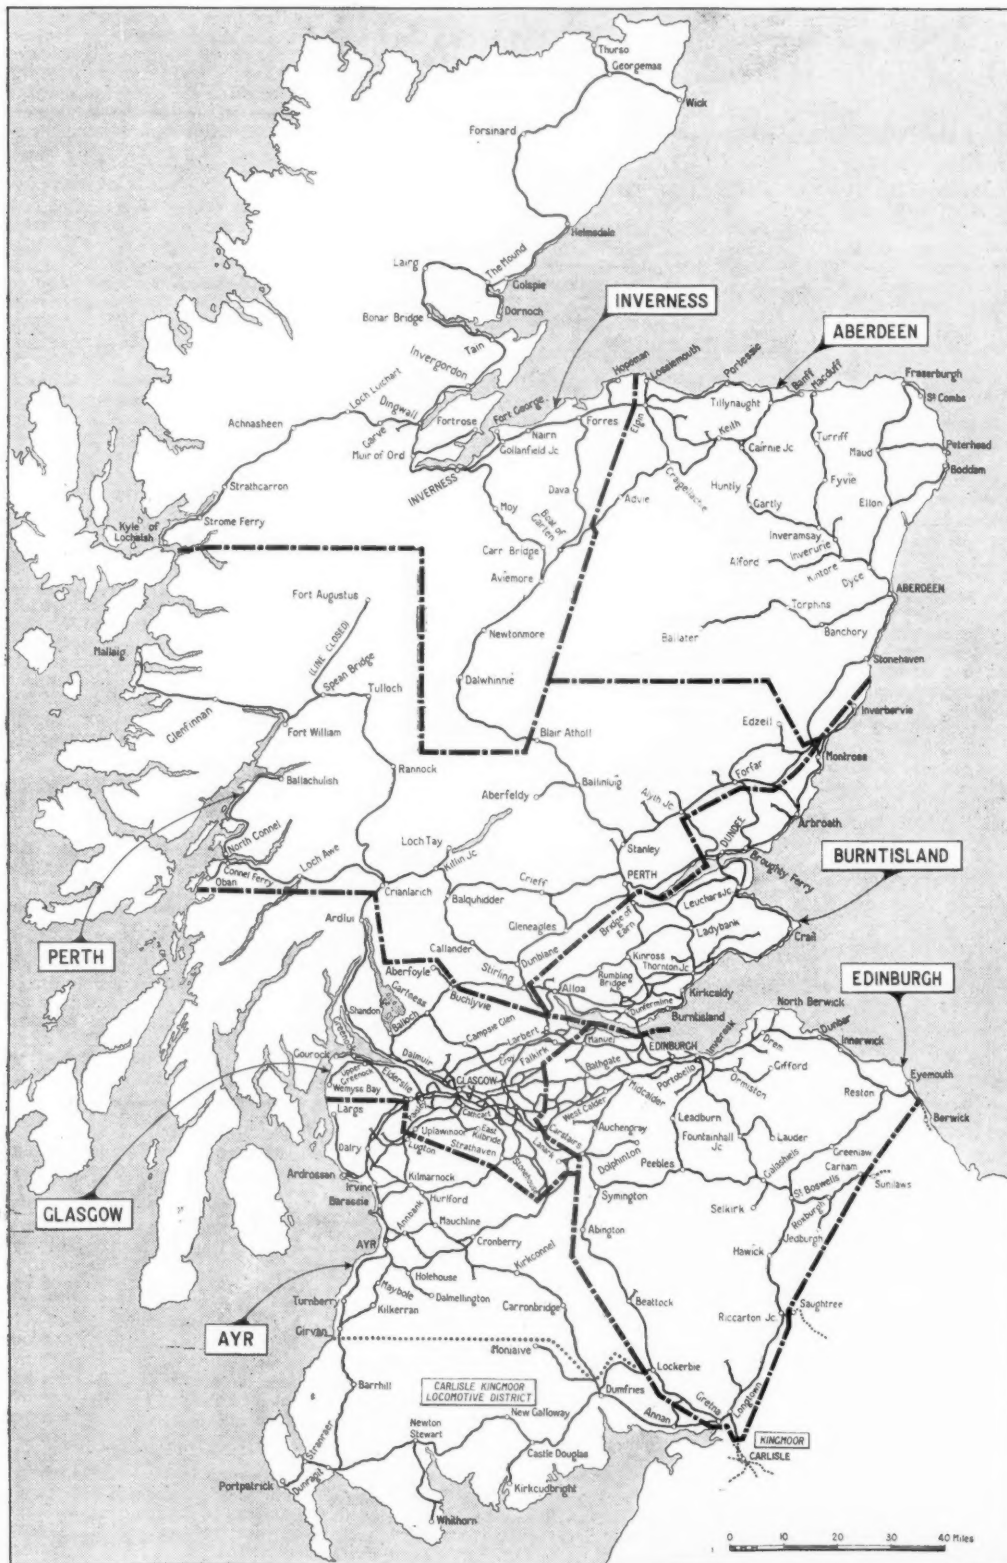 Thurso
Georgemas
Wick
Forsinard
Helmsdale
Lairg
The Mound
Golspie
Dornoch
Bonar Bridge
INVERNESS
Tain
Invergordon
ABERDEEN
Hopeman
Lossiemouth
Portessie
Banff
Macduff
Fraserburgh
St Combs
Loch Luichart
Dingwall
Fort George
Tillynaught
Achnasheen
Garve
Fortrose
Nairn
Forres
Elgin
Keith
Turriff
Maud
Peterhead
Muir of Ord
Gollanfield Jc
Cairnie Jc
Boddam
INVERNESS
Craigellachie
Strathcarron
Dava
Advie
Huntly
Fyvie
Moy
Gartly
Ellon
Kyle of
Lochalsh
Strome Ferry
Boat of
Garten
Inveramsay
Carr Bridge
Inverurie
Alford
Kintore
Dyce
Aviemore
Fort Augustus
ABERDEEN
Torphins
(LINE CLOSED)
Newtonmore
Ballater
Banchory
Mallaig
Stonehaven
Spean Bridge
Tulloch
Dalwhinnie
Glenfinnan
Edzell
Inverbervie
Fort William
Blair Atholl
Montrose
Ballachulish
Rannock
Ballinluig
Forfar
Aberfeldy
Alyth Jc
Arbroath
North Connel
Loch Tay
Stanley
DUNDEE
Loch Awe
Killin Jc
BURNTISLAND
Connel Ferry
Oban
Crieff
PERTH
Broughty Ferry
Crianlarich
Leuchars Jc
Balquhidder
Bridge of
Earn
Ardlui
Gleneagles
Ladybank
Crail
PERTH
Callander
Dunblane
Kinross
Thornton Jc
Aberfoyle
Stirling
Rumbling
Bridge
EDINBURGH
Gartness
Buchlyvie
Alloa
Kirkcaldy
North Berwick
Shandon
Balloch
Dunfermline
Burntisland
Campsie Glen
Larbert
Dunbar
Innerwick
Manuel
EDINBURGH
Inveresk
Drem
Gourock
Dalmuir
Croy
Falkirk
Eyemouth
Upper
Greenock
Elderslie
Bathgate
Portobello
Gifford
Reston
Wemyss Bay
GLASGOW
Midcalder
Ormiston
Berwick
Largs
Paisley
Cathcart
West Calder
Leadburn
Uplawmoor
East
Kilbride
Auchengray
Lauder
Dalry
Lugton
Strathaven
Carstairs
Fountainhall
Jc
Greenlaw
Lanark
Dolphinton
Galashiels
Carham
Ardrossan
Stonehouse
Peebles
Sunilaws
Irvine
Kilmarnock
Symington
St Boswells
GLASGOW
Barassie
Hurlford
Selkirk
Roxburgh
Annbank
Mauchline
Abington
Jedburgh
AYR
Cronberry
Hawick
Kirkconnel
Holehouse
Maybole
Turnberry
Dalmellington
Beattock
Kilkerran
Carronbridge
Riccarton Jc
Saughtree
AYR
Girvan
Moniaive
Lockerbie
Barrhill
CARLISLE KINGMOOR
LOCOMOTIVE DISTRICT
Dumfries
Gretna
Longtown
New Galloway
Annan
Newton
Stewart
KINGMOOR
Stranraer
Castle Douglas
CARLISLE
Portpatrick
Dunragit
Kirkcudbright
Whithorn
0 10 20 30 40 Miles